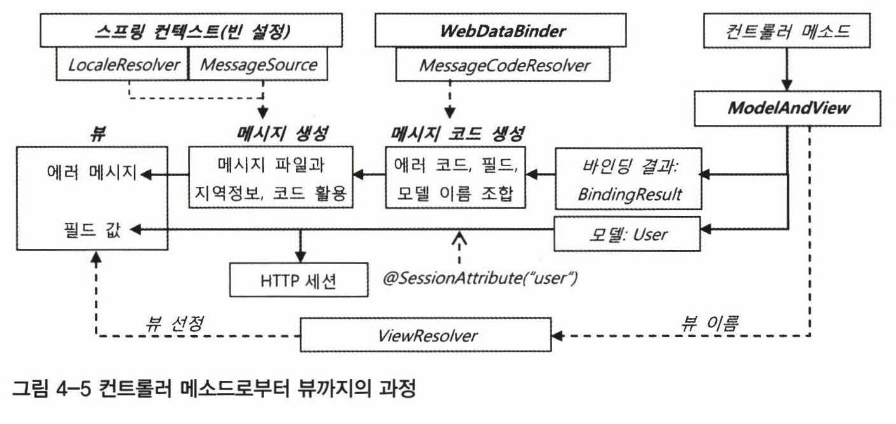 스프링 컨텍스트(빈 설정)
WebDataBinder
컨트롤러 메소드
LocaleResolver
MessageSource
MessageCodeResolver
ModelAndView
뷰
메시지 생성
메시지 코드 생성
에러 메시지
메시지 파일과
지역정보, 코드 활용
에러 코드, 필드,
모델 이름 조합
바인딩 결과:
BindingResult
필드 값
모델: User
HTTP 세션
@SessionAttribute("user")
뷰 선정
ViewResolver
뷰 이름
그림 4-5 컨트롤러 메소드로부터 뷰까지의 과정